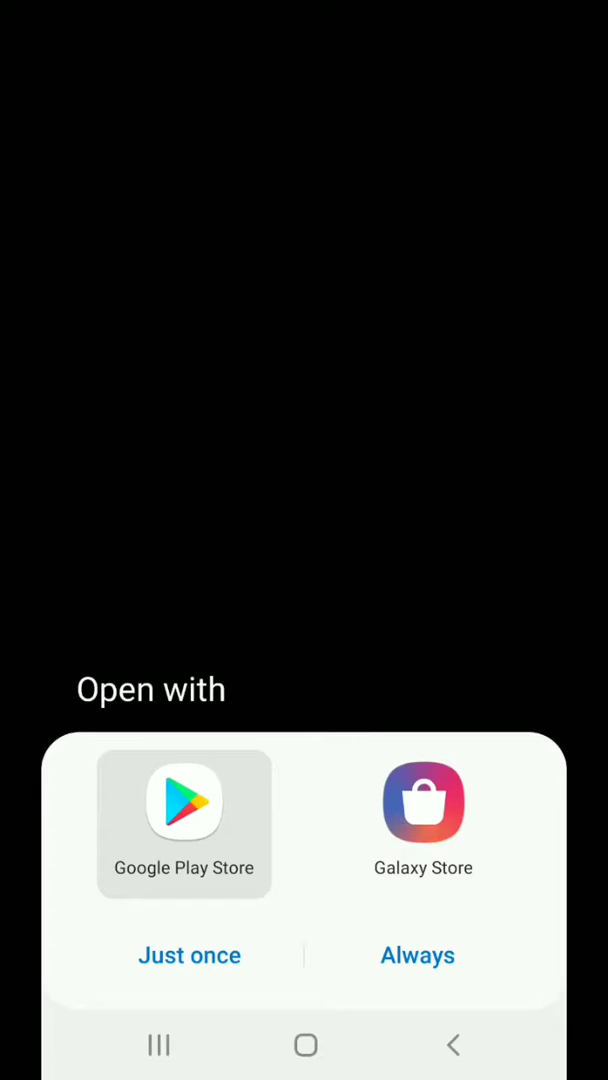 Open with
Google Play Store
Galaxy Store
Just once
Always